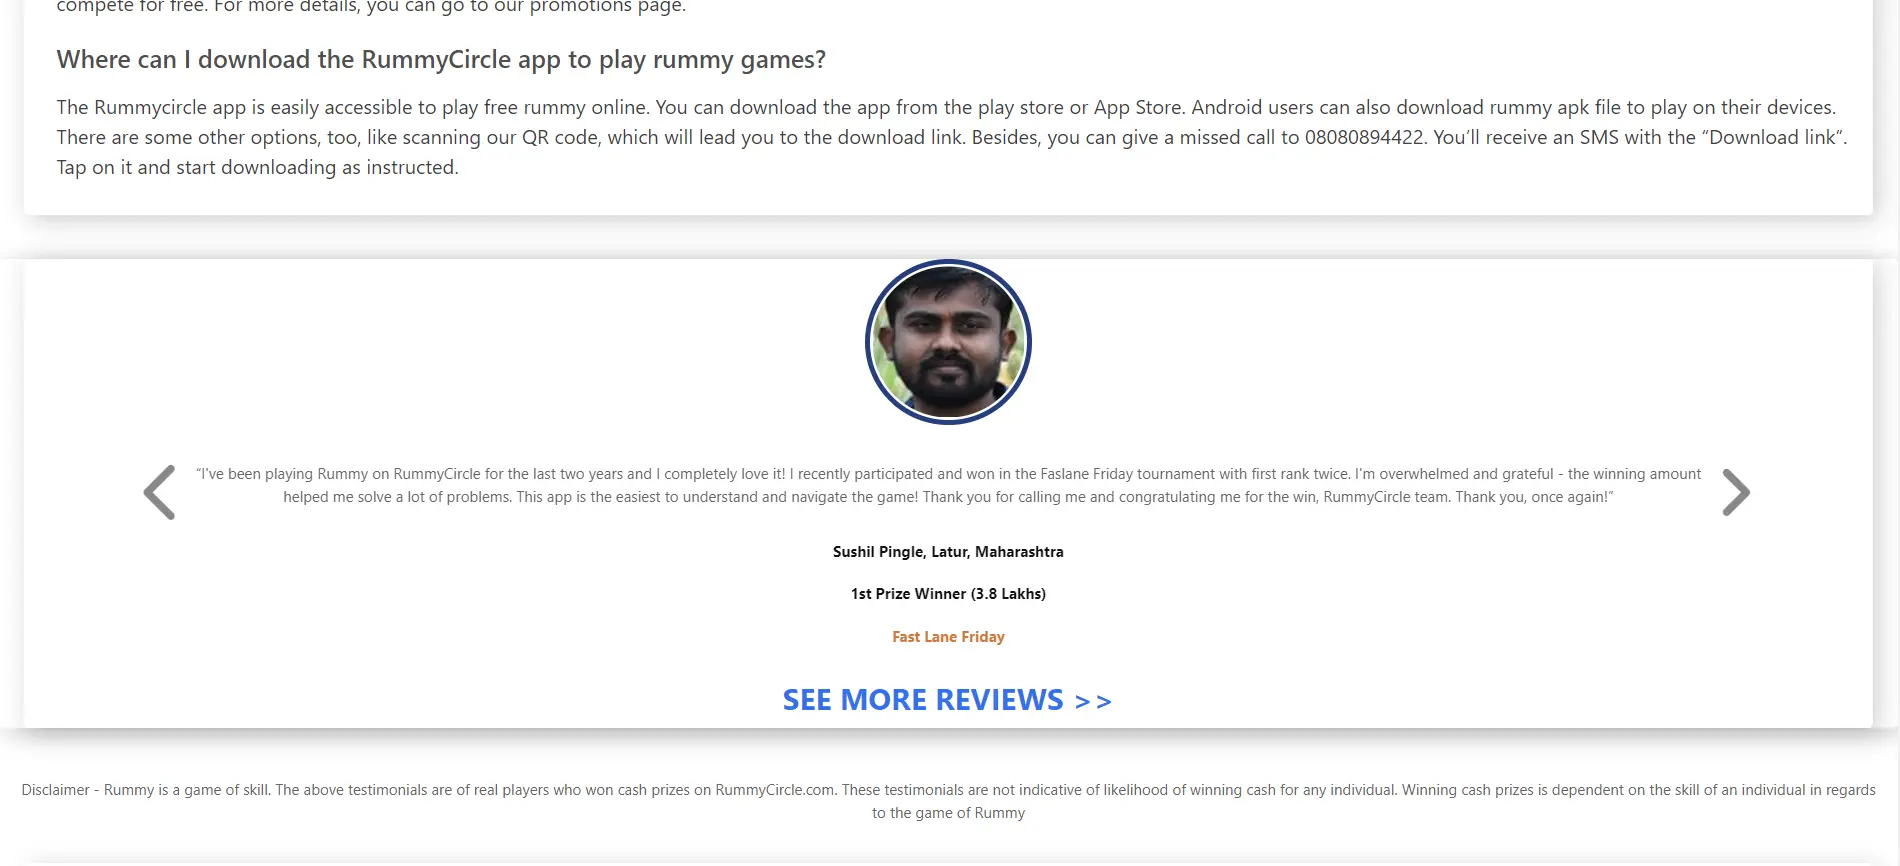 compete for free. For more details, you can go to our promotions page.
Where can I download the RummyCircle app to play rummy games?
The Rummycircle app is easily accessible to play free rummy online. You can download the app from the play store or App Store. Android users can also download rummy apk file to play on their devices.
There are some other options, too, like scanning our QR code, which will lead you to the download link. Besides, you can give a missed call to 08080894422. You’ll receive an SMS with the “Download link”.
Tap on it and start downloading as instructed.
“I've been playing Rummy on RummyCircle for the last two years and I completely love it! I recently participated and won in the Faslane Friday tournament with first rank twice. I'm overwhelmed and grateful - the winning amount
helped me solve a lot of problems. This app is the easiest to understand and navigate the game! Thank you for calling me and congratulating me for the win, RummyCircle team. Thank you, once again!”
Sushil Pingle, Latur, Maharashtra
1st Prize Winner (3.8 Lakhs)
Fast Lane Friday
SEE MORE REVIEWS >>
Disclaimer - Rummy is a game of skill. The above testimonials are of real players who won cash prizes on RummyCircle.com. These testimonials are not indicative of likelihood of winning cash for any individual. Winning cash prizes is dependent on the skill of an individual in regards
to the game of Rummy